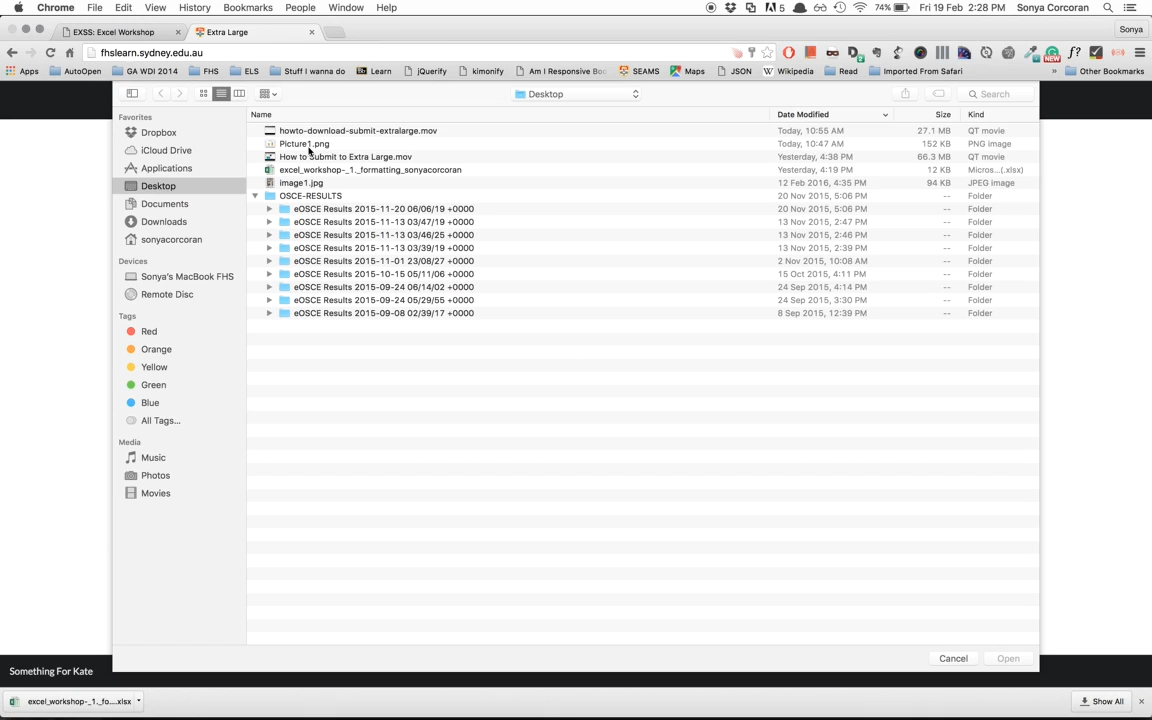 Chrome File Edit View History Bookmarks People Window Help 5 74% Fri 19 Feb 2:28 PM Sonya Corcoran
EXSS: Excel Workshop × Extra Large × Sonya
fhslearn.sydney.edu.au
Apps AutoOpen GA WDI 2014 FHS ELS Stuff I wanna do Learn jQuerify kimonify Am I Responsive Boo SEAMS Maps JSON Wikipedia Read Imported From Safari » Other Bookmarks
Desktop Search
Favorites Name Date Modified Size Kind
Dropbox howto-download-submit-extralarge.mov Today, 10:55 AM 27.1 MB QT movie
Picture1.png Today, 10:47 AM 152 KB PNG image
iCloud Drive How to Submit to Extra Large.mov Yesterday, 4:38 PM 66.3 MB QT movie
Applications excel_workshop-_1._formatting_sonyacorcoran Yesterday, 4:19 PM 12 KB Micros...(.xlsx)
Desktop image1.jpg 12 Feb 2016, 4:35 PM 94 KB JPEG image
Documents OSCE-RESULTS 20 Nov 2015, 5:06 PM -- Folder
eOSCE Results 2015-11-20 06/06/19 +0000 20 Nov 2015, 5:06 PM -- Folder
Downloads eOSCE Results 2015-11-13 03/47/19 +0000 13 Nov 2015, 2:47 PM -- Folder
sonyacorcoran eOSCE Results 2015-11-13 03/46/25 +0000 13 Nov 2015, 2:46 PM -- Folder
eOSCE Results 2015-11-13 03/39/19 +0000 13 Nov 2015, 2:39 PM -- Folder
Devices eOSCE Results 2015-11-01 23/08/27 +0000 2 Nov 2015, 10:08 AM -- Folder
Sonya's MacBook FHS eOSCE Results 2015-10-15 05/11/06 +0000 15 Oct 2015, 4:11 PM -- Folder
Remote Disc eOSCE Results 2015-09-24 06/14/02 +0000 24 Sep 2015, 4:14 PM -- Folder
eOSCE Results 2015-09-24 05/29/55 +0000 24 Sep 2015, 3:30 PM -- Folder
Tags eOSCE Results 2015-09-08 02/39/17 +0000 8 Sep 2015, 12:39 PM -- Folder
Red
Orange
Yellow
Green
Blue
All Tags...
Media
Music
Photos
Movies
Cancel Open
Something For Kate
excel_workshop-_1._fo....xlsx Show All